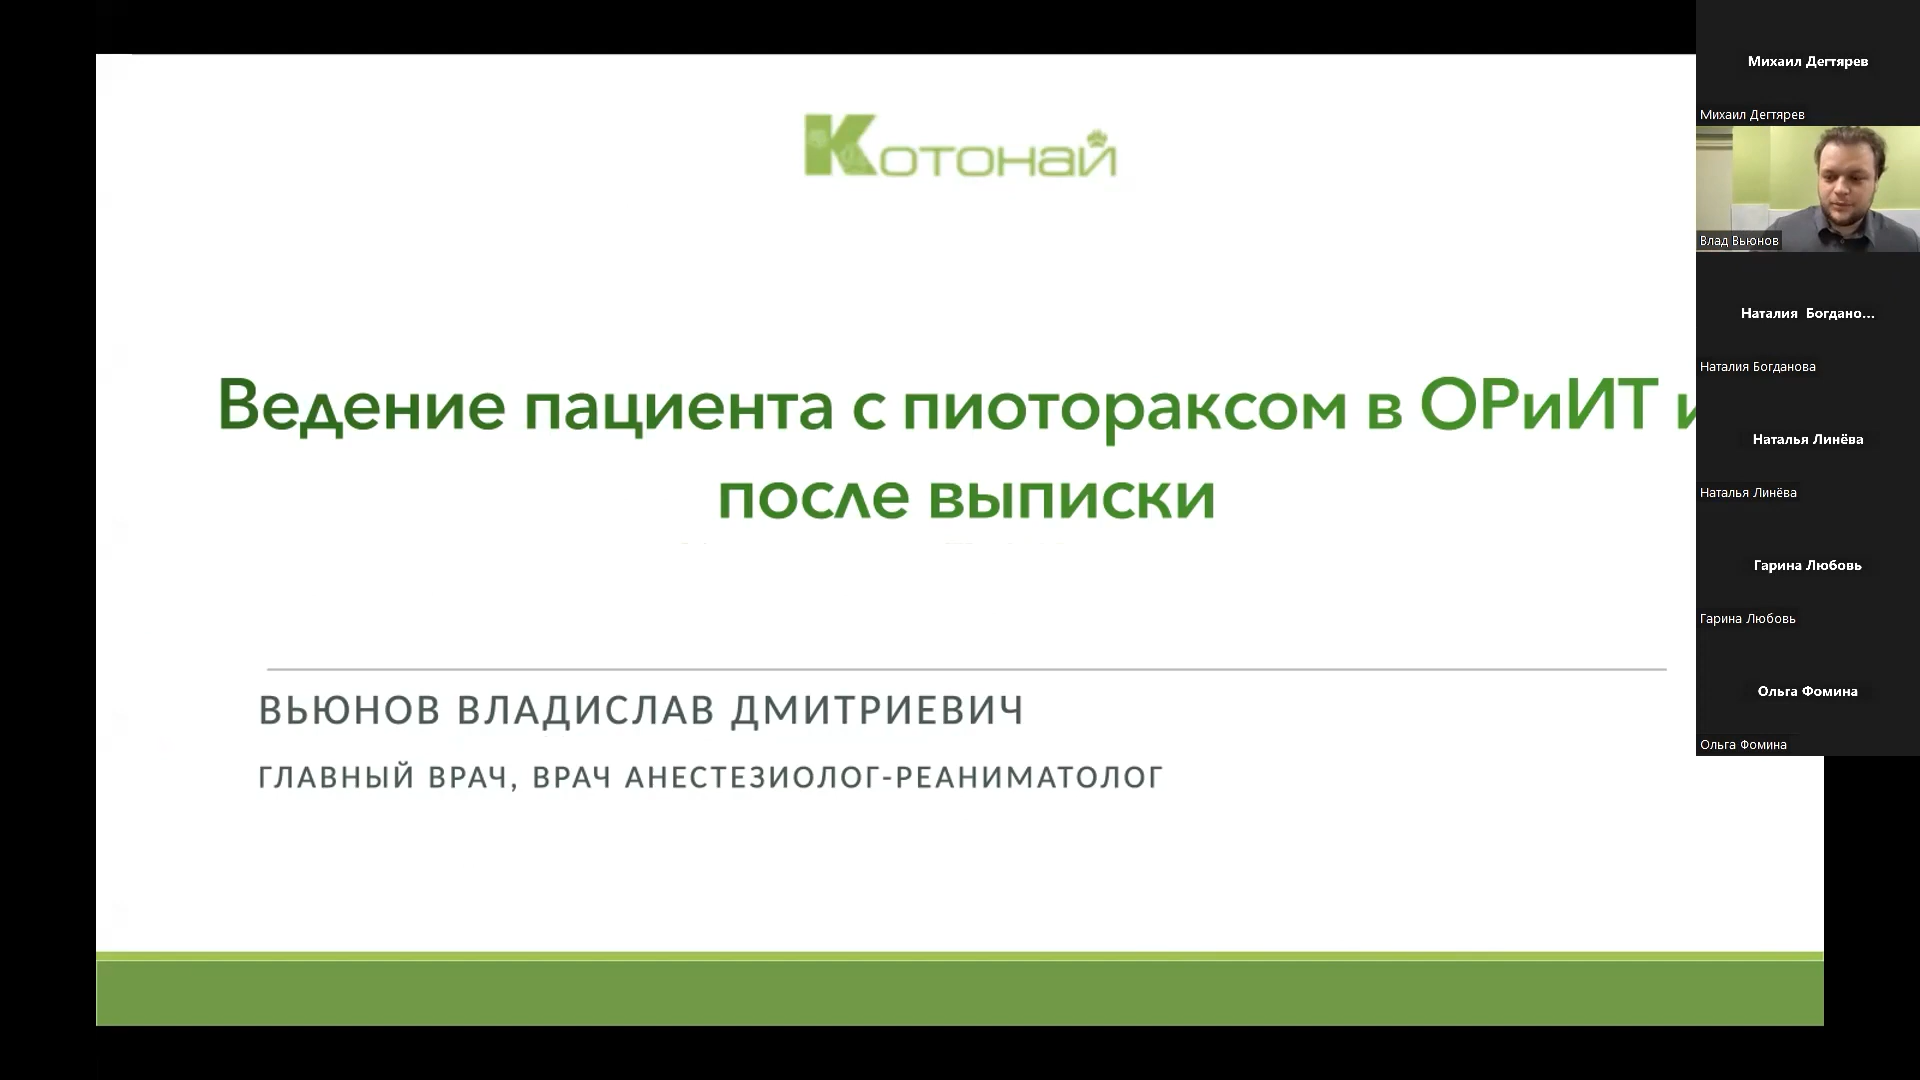 Котонай
Ведение пациента с пиотораксом в ОРиИТ и
после выписки
ВЬЮНОВ ВЛАДИСЛАВ ДМИТРИЕВИЧ
ГЛАВНЫЙ ВРАЧ, ВРАЧ АНЕСТЕЗИОЛОГ-РЕАНИМАТОЛОГ
Михаил Дегтярев
Михаил Дегтярев
Влад Вьюнов
Наталия Богдано...
Наталия Богданова
Наталья Линёва
Наталья Линёва
Гарина Любовь
Гарина Любовь
Ольга Фомина
Ольга Фомина